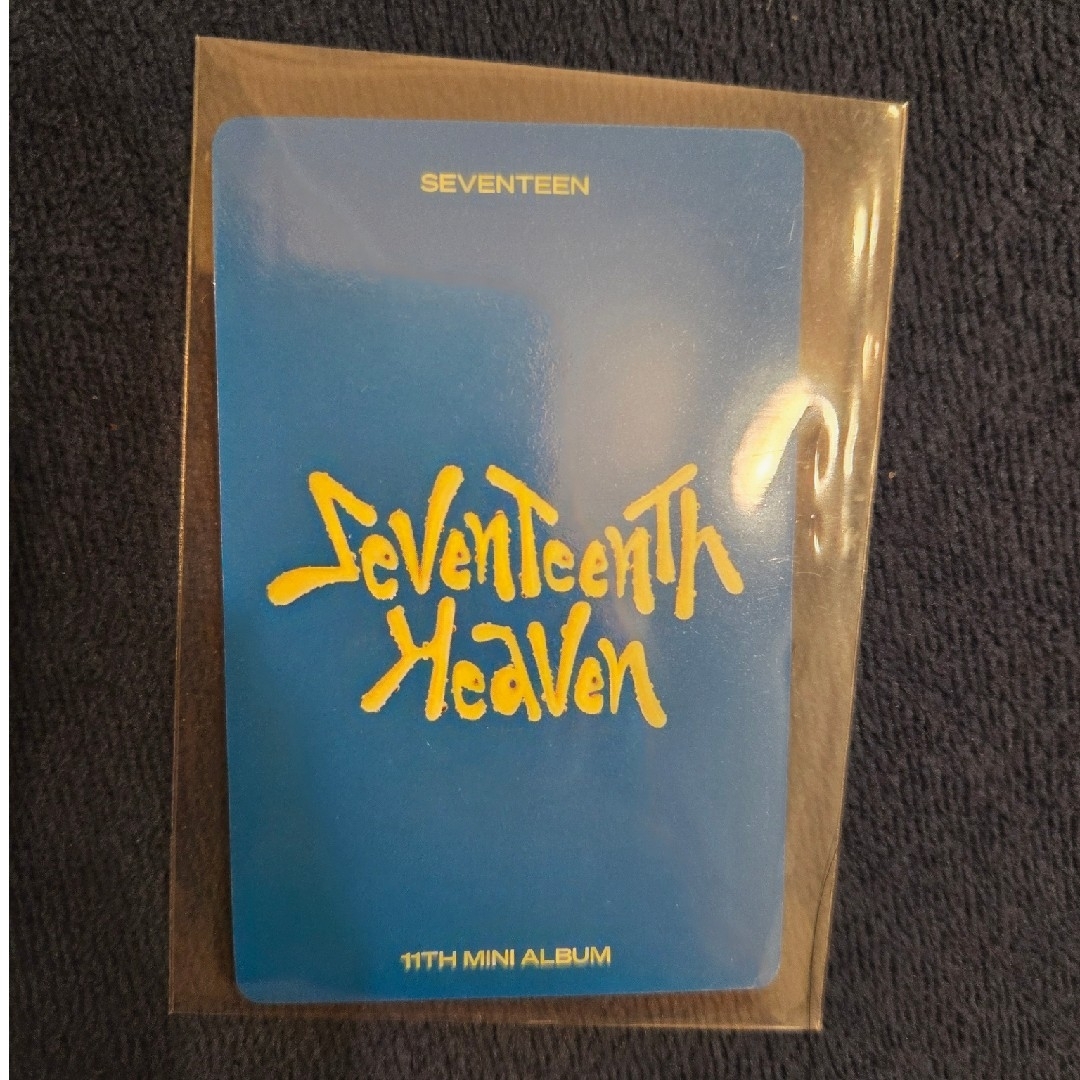 SEVENTEEN
SevenTeenTh
Heaven
11TH MINI ALBUM